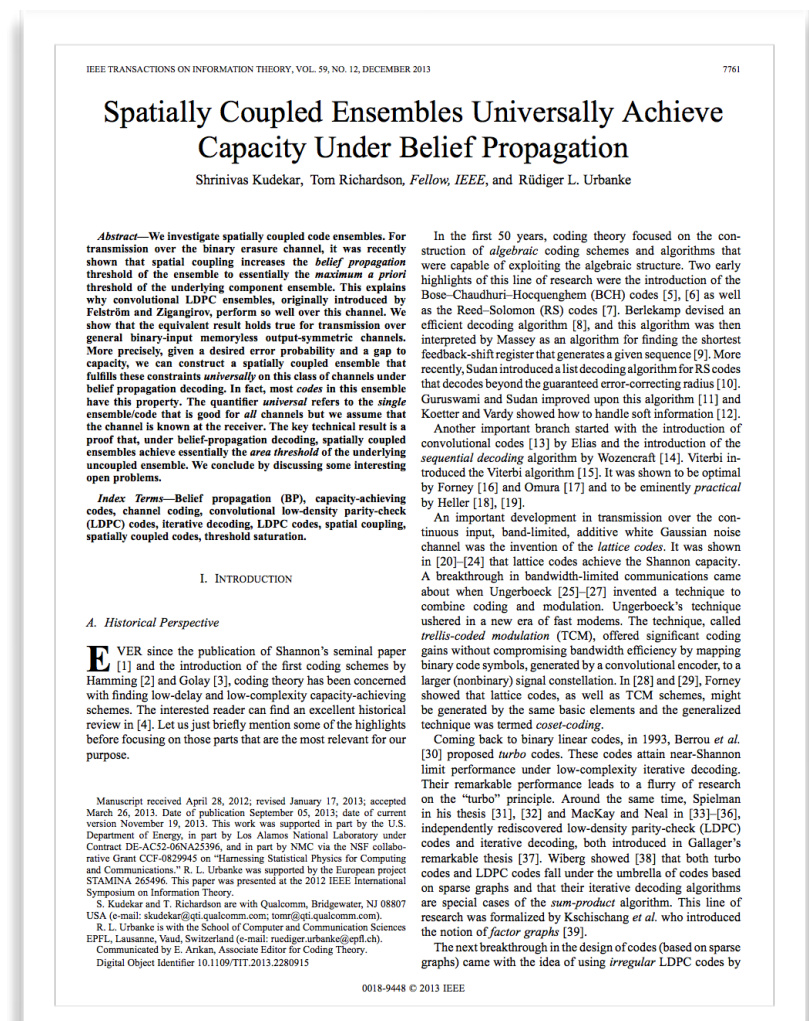 IEEE TRANSACTIONS ON INFORMATION THEORY, VOL. 59, NO. 12, DECEMBER 2013
7761
Spatially Coupled Ensembles Universally Achieve
Capacity Under Belief Propagation
Shrinivas Kudekar, Tom Richardson, Fellow, IEEE, and Rüdiger L. Urbanke
Abstract—We investigate spatially coupled code ensembles. For
transmission over the binary erasure channel, it was recently
shown that spatial coupling increases the belief propagation
threshold of the ensemble to essentially the maximum a priori
threshold of the underlying component ensemble. This explains
why convolutional LDPC ensembles, originally introduced by
Felström and Zigangirov, perform so well over this channel. We
show that the equivalent result holds true for transmission over
general binary-input memoryless output-symmetric channels.
More precisely, given a desired error probability and a gap to
capacity, we can construct a spatially coupled ensemble that
fulfills these constraints universally on this class of channels under
belief propagation decoding. In fact, most codes in this ensemble
have this property. The quantifier universal refers to the single
ensemble/code that is good for all channels but we assume that
the channel is known at the receiver. The key technical result is a
proof that, under belief-propagation decoding, spatially coupled
ensembles achieve essentially the area threshold of the underlying
uncoupled ensemble. We conclude by discussing some interesting
open problems.
Index Terms—Belief propagation (BP), capacity-achieving
codes, channel coding, convolutional low-density parity-check
(LDPC) codes, iterative decoding, LDPC codes, spatial coupling,
spatially coupled codes, threshold saturation.
I. INTRODUCTION
A. Historical Perspective
EVER since the publication of Shannon's seminal paper
[1] and the introduction of the first coding schemes by
Hamming [2] and Golay [3], coding theory has been concerned
with finding low-delay and low-complexity capacity-achieving
schemes. The interested reader can find an excellent historical
review in [4]. Let us just briefly mention some of the highlights
before focusing on those parts that are the most relevant for our
purpose.
Manuscript received April 28, 2012; revised January 17, 2013; accepted
March 26, 2013. Date of publication September 05, 2013; date of current
version November 19, 2013. This work was supported in part by the U.S.
Department of Energy, in part by Los Alamos National Laboratory under
Contract DE-AC52-06NA25396, and in part by NMC via the NSF collabo-
rative Grant CCF-0829945 on "Harnessing Statistical Physics for Computing
and Communications." R. L. Urbanke was supported by the European project
STAMINA 265496. This paper was presented at the 2012 IEEE International
Symposium on Information Theory.
S. Kudekar and T. Richardson are with Qualcomm, Bridgewater, NJ 08807
USA (e-mail: skudekar@qti.qualcomm.com; tomr@qti.qualcomm.com).
R. L. Urbanke is with the School of Computer and Communication Sciences
EPFL, Lausanne, Vaud, Switzerland (e-mail: ruediger.urbanke@epfl.ch).
Communicated by E. Arıkan, Associate Editor for Coding Theory.
Digital Object Identifier 10.1109/TIT.2013.2280915
In the first 50 years, coding theory focused on the con-
struction of algebraic coding schemes and algorithms that
were capable of exploiting the algebraic structure. Two early
highlights of this line of research were the introduction of the
Bose–Chaudhuri–Hocquenghem (BCH) codes [5], [6] as well
as the Reed–Solomon (RS) codes [7]. Berlekamp devised an
efficient decoding algorithm [8], and this algorithm was then
interpreted by Massey as an algorithm for finding the shortest
feedback-shift register that generates a given sequence [9]. More
recently, Sudan introduced a list decoding algorithm for RS codes
that decodes beyond the guaranteed error-correcting radius [10].
Guruswami and Sudan improved upon this algorithm [11] and
Koetter and Vardy showed how to handle soft information [12].
Another important branch started with the introduction of
convolutional codes [13] by Elias and the introduction of the
sequential decoding algorithm by Wozencraft [14]. Viterbi in-
troduced the Viterbi algorithm [15]. It was shown to be optimal
by Forney [16] and Omura [17] and to be eminently practical
by Heller [18], [19].
An important development in transmission over the con-
tinuous input, band-limited, additive white Gaussian noise
channel was the invention of the lattice codes. It was shown
in [20]–[24] that lattice codes achieve the Shannon capacity.
A breakthrough in bandwidth-limited communications came
about when Ungerboeck [25]–[27] invented a technique to
combine coding and modulation. Ungerboeck's technique
ushered in a new era of fast modems. The technique, called
trellis-coded modulation (TCM), offered significant coding
gains without compromising bandwidth efficiency by mapping
binary code symbols, generated by a convolutional encoder, to a
larger (nonbinary) signal constellation. In [28] and [29], Forney
showed that lattice codes, as well as TCM schemes, might
be generated by the same basic elements and the generalized
technique was termed coset-coding.
Coming back to binary linear codes, in 1993, Berrou et al.
[30] proposed turbo codes. These codes attain near-Shannon
limit performance under low-complexity iterative decoding.
Their remarkable performance leads to a flurry of research
on the "turbo" principle. Around the same time, Spielman
in his thesis [31], [32] and MacKay and Neal in [33]–[36],
independently rediscovered low-density parity-check (LDPC)
codes and iterative decoding, both introduced in Gallager's
remarkable thesis [37]. Wiberg showed [38] that both turbo
codes and LDPC codes fall under the umbrella of codes based
on sparse graphs and that their iterative decoding algorithms
are special cases of the sum-product algorithm. This line of
research was formalized by Kschischang et al. who introduced
the notion of factor graphs [39].
The next breakthrough in the design of codes (based on sparse
graphs) came with the idea of using irregular LDPC codes by
0018-9448 © 2013 IEEE